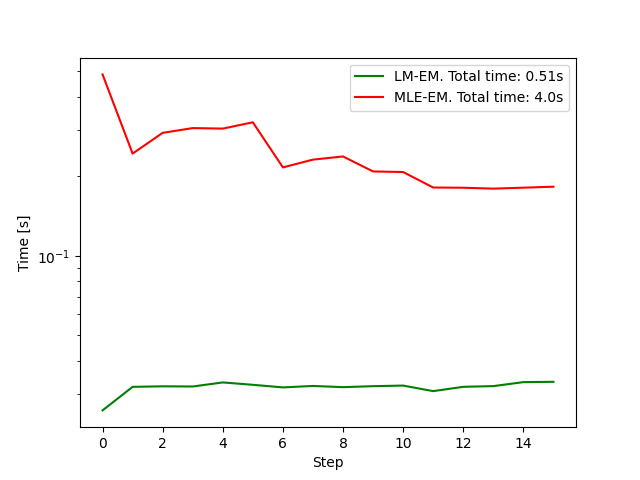 LM-EM. Total time: 0.51s
MLE-EM. Total time: 4.0s
Time [s]
10⁻¹
0 2 4 6 8 10 12 14
Step